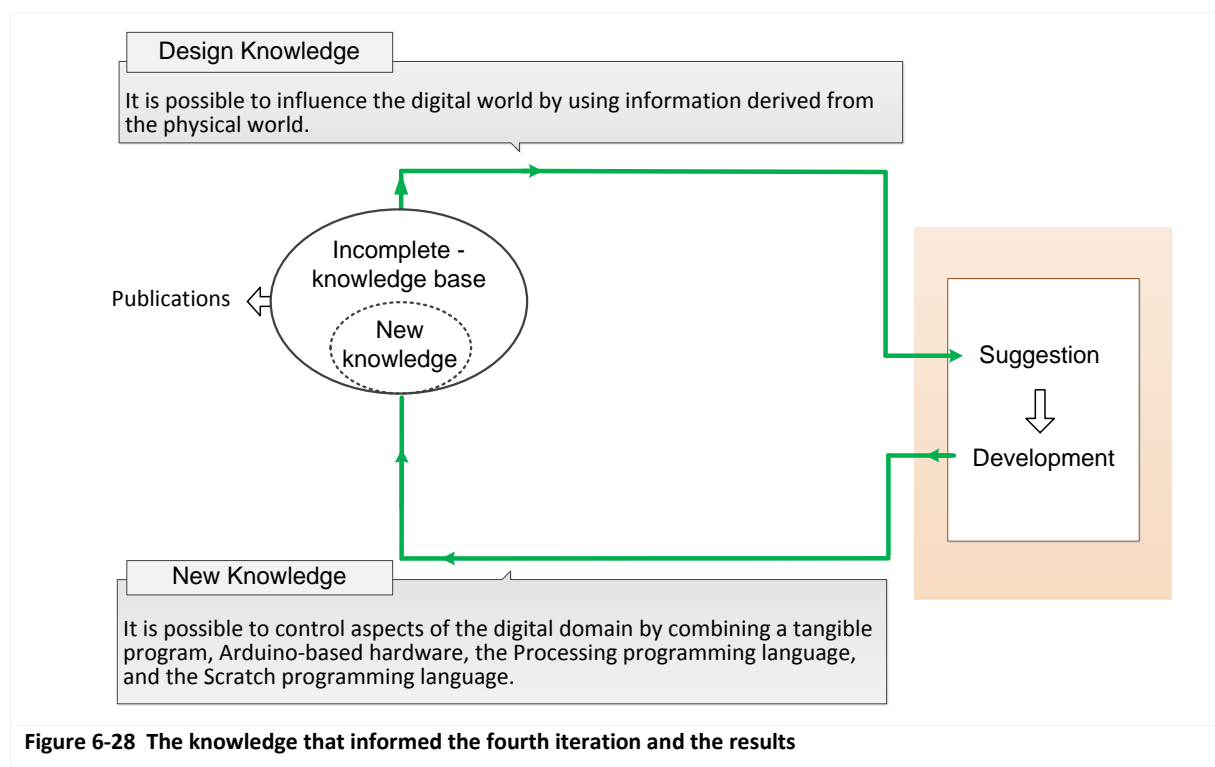 Design Knowledge
It is possible to influence the digital world by using information derived from
the physical world.
Incomplete -
knowledge base
New
knowledge
Publications
Suggestion
Development
New Knowledge
It is possible to control aspects of the digital domain by combining a tangible
program, Arduino-based hardware, the Processing programming language,
and the Scratch programming language.
Figure 6-28 The knowledge that informed the fourth iteration and the results